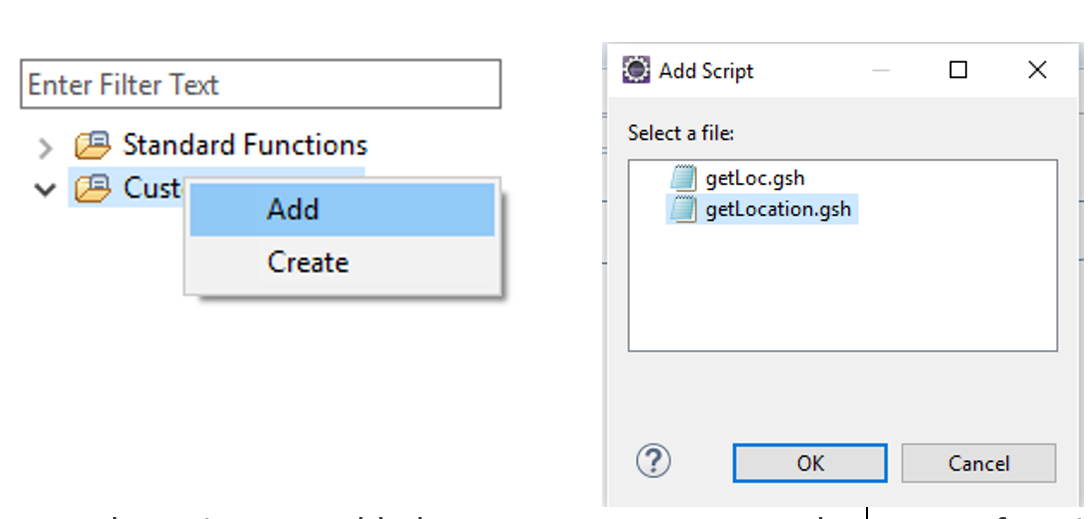 Enter Filter Text
Standard Functions
Cust
Add
Create
Add Script
Select a file:
getLoc.gsh
getLocation.gsh
OK
Cancel